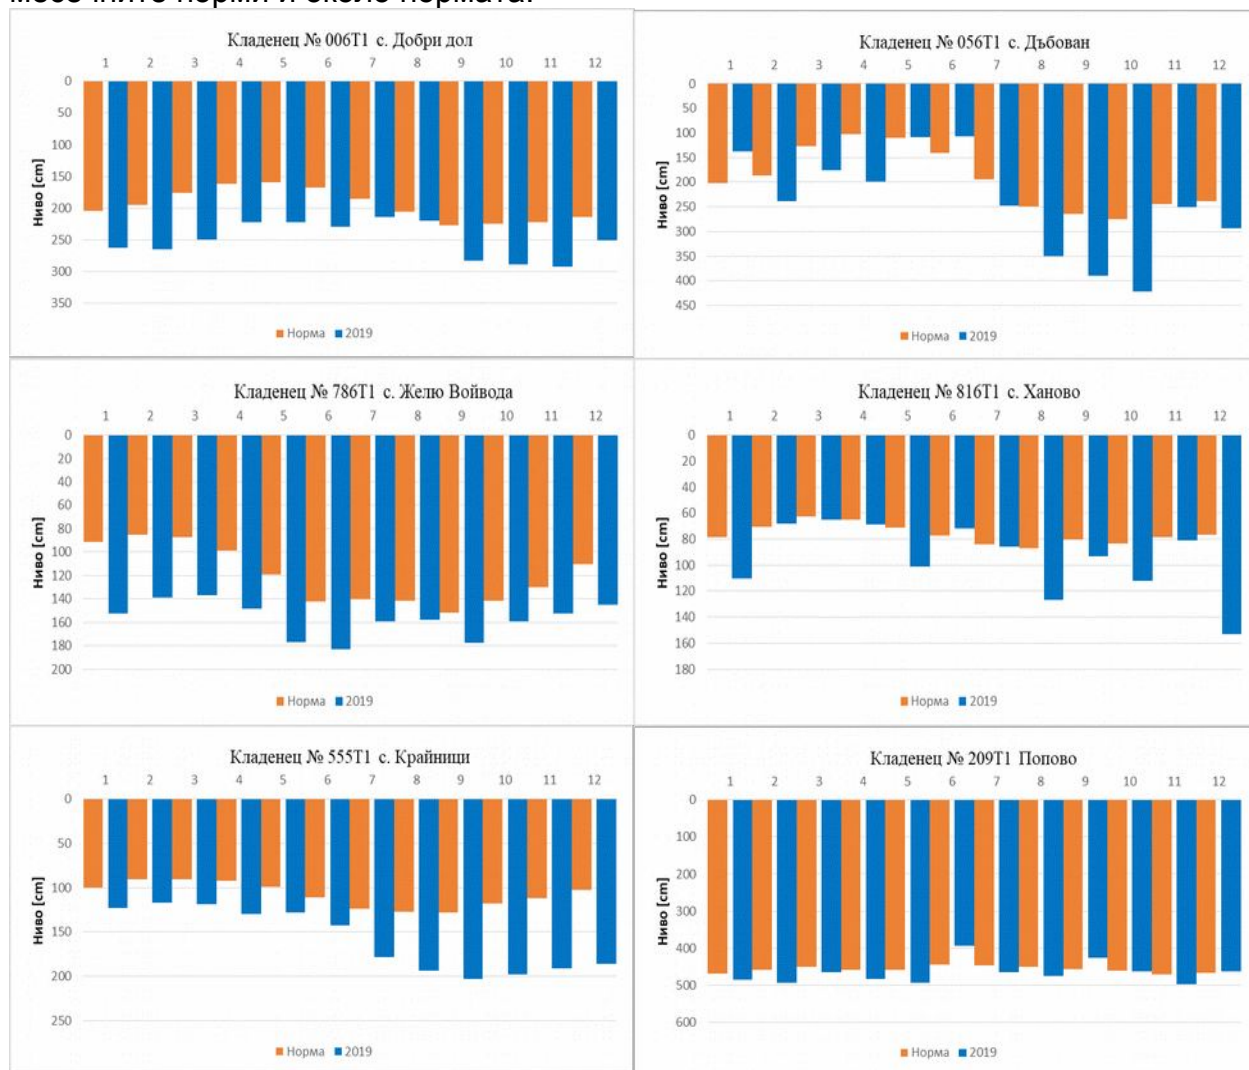 месечните норми и около нормата.
Кладенец № 006Т1 с. Добри дол
1 2 3 4 5 6 7 8 9 10 11 12
0
50
100
150
200
250
300
350
Ниво [cm]
Норма 2019
Кладенец № 056Т1 с. Дъбован
1 2 3 4 5 6 7 8 9 10 11 12
0
50
100
150
200
250
300
350
400
450
Ниво [cm]
Норма 2019
Кладенец № 786Т1 с. Желю Войвода
1 2 3 4 5 6 7 8 9 10 11 12
0
20
40
60
80
100
120
140
160
180
200
Ниво [cm]
Норма 2019
Кладенец № 816Т1 с. Ханово
1 2 3 4 5 6 7 8 9 10 11 12
0
20
40
60
80
100
120
140
160
180
Ниво [cm]
Норма 2019
Кладенец № 555Т1 с. Крайници
1 2 3 4 5 6 7 8 9 10 11 12
0
50
100
150
200
250
Ниво [cm]
Норма 2019
Кладенец № 209Т1 Попово
1 2 3 4 5 6 7 8 9 10 11 12
0
100
200
300
400
500
600
Ниво [cm]
Норма 2019